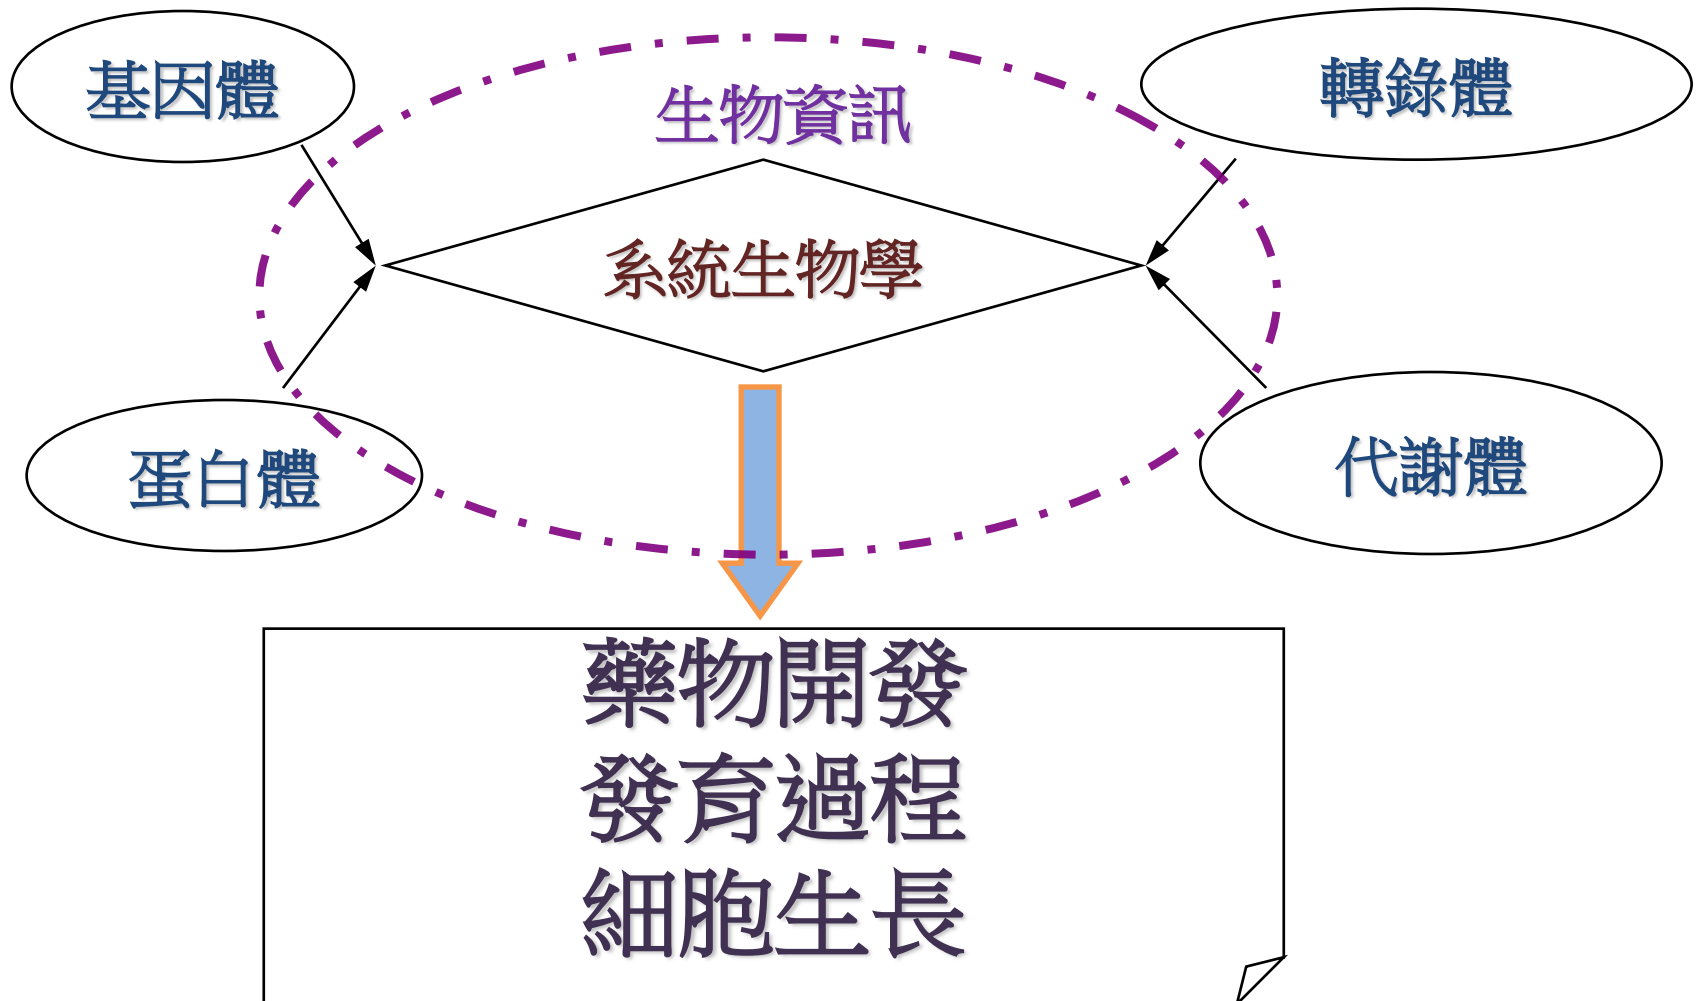 基因體
轉錄體
生物資訊
系統生物學
蛋白體
代謝體
藥物開發
發育過程
細胞生長